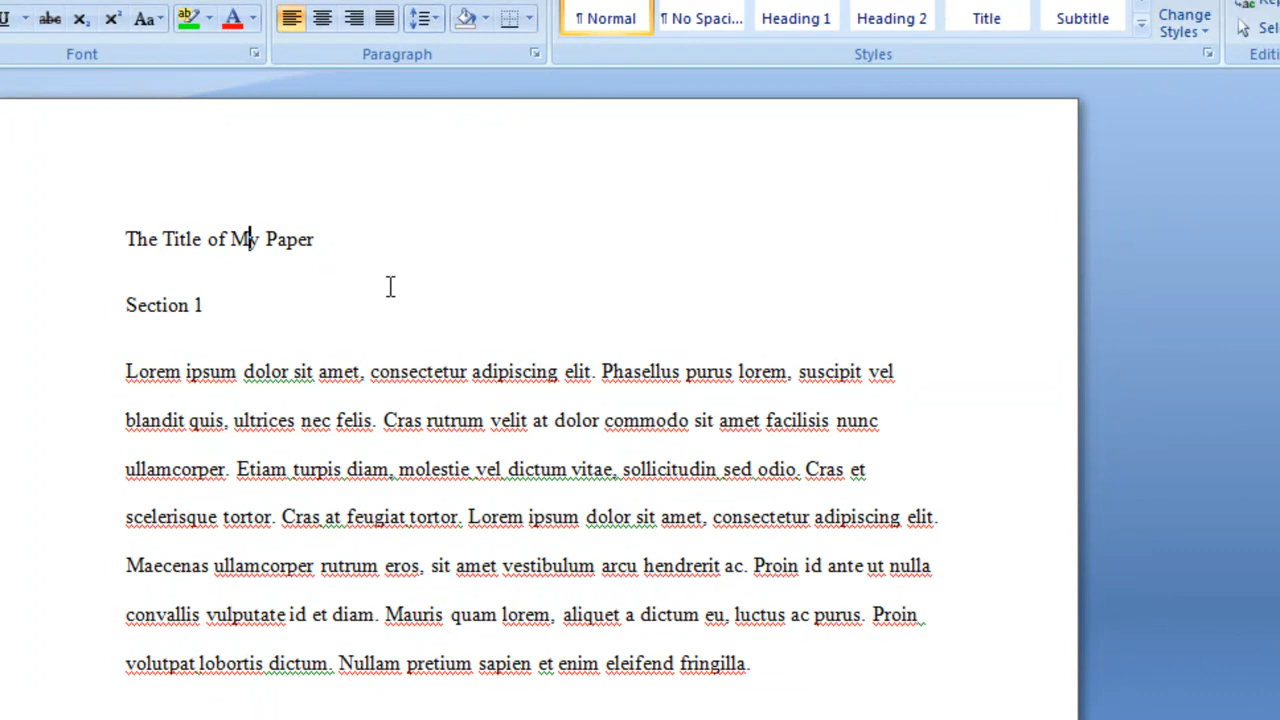 U abc X₂ X² Aa ab A
¶ Normal ¶ No Spaci... Heading 1 Heading 2 Title Subtitle Change Styles
Font Paragraph Styles
The Title of My Paper
Section 1
Lorem ipsum dolor sit amet, consectetur adipiscing elit. Phasellus purus lorem, suscipit vel
blandit quis, ultrices nec felis. Cras rutrum velit at dolor commodo sit amet facilisis nunc
ullamcorper. Etiam turpis diam, molestie vel dictum vitae, sollicitudin sed odio. Cras et
scelerisque tortor. Cras at feugiat tortor. Lorem ipsum dolor sit amet, consectetur adipiscing elit.
Maecenas ullamcorper rutrum eros, sit amet vestibulum arcu hendrerit ac. Proin id ante ut nulla
convallis vulputate id et diam. Mauris quam lorem, aliquet a dictum eu, luctus ac purus. Proin
volutpat lobortis dictum. Nullam pretium sapien et enim eleifend fringilla.